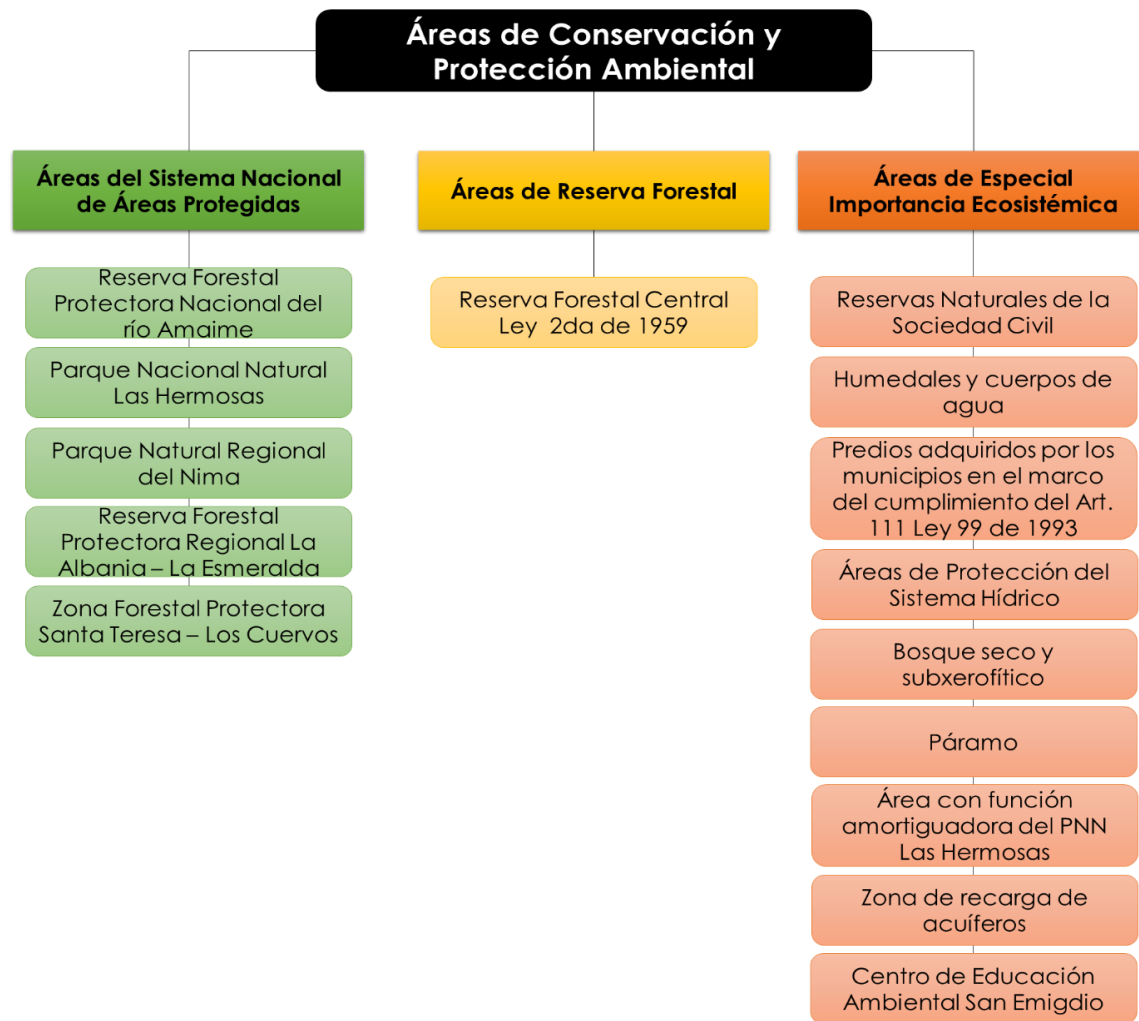 Áreas de Conservación y
Protección Ambiental
Áreas del Sistema Nacional
de Áreas Protegidas
Reserva Forestal
Protectora Nacional del
río Amaime
Parque Nacional Natural
Las Hermosas
Parque Natural Regional
del Nima
Reserva Forestal
Protectora Regional La
Albania – La Esmeralda
Zona Forestal Protectora
Santa Teresa – Los Cuervos
Áreas de Reserva Forestal
Reserva Forestal Central
Ley 2da de 1959
Áreas de Especial
Importancia Ecosistémica
Reservas Naturales de la
Sociedad Civil
Humedales y cuerpos de
agua
Predios adquiridos por los
municipios en el marco
del cumplimiento del Art.
111 Ley 99 de 1993
Áreas de Protección del
Sistema Hídrico
Bosque seco y
subxerofítico
Páramo
Área con función
amortiguadora del PNN
Las Hermosas
Zona de recarga de
acuíferos
Centro de Educación
Ambiental San Emigdio